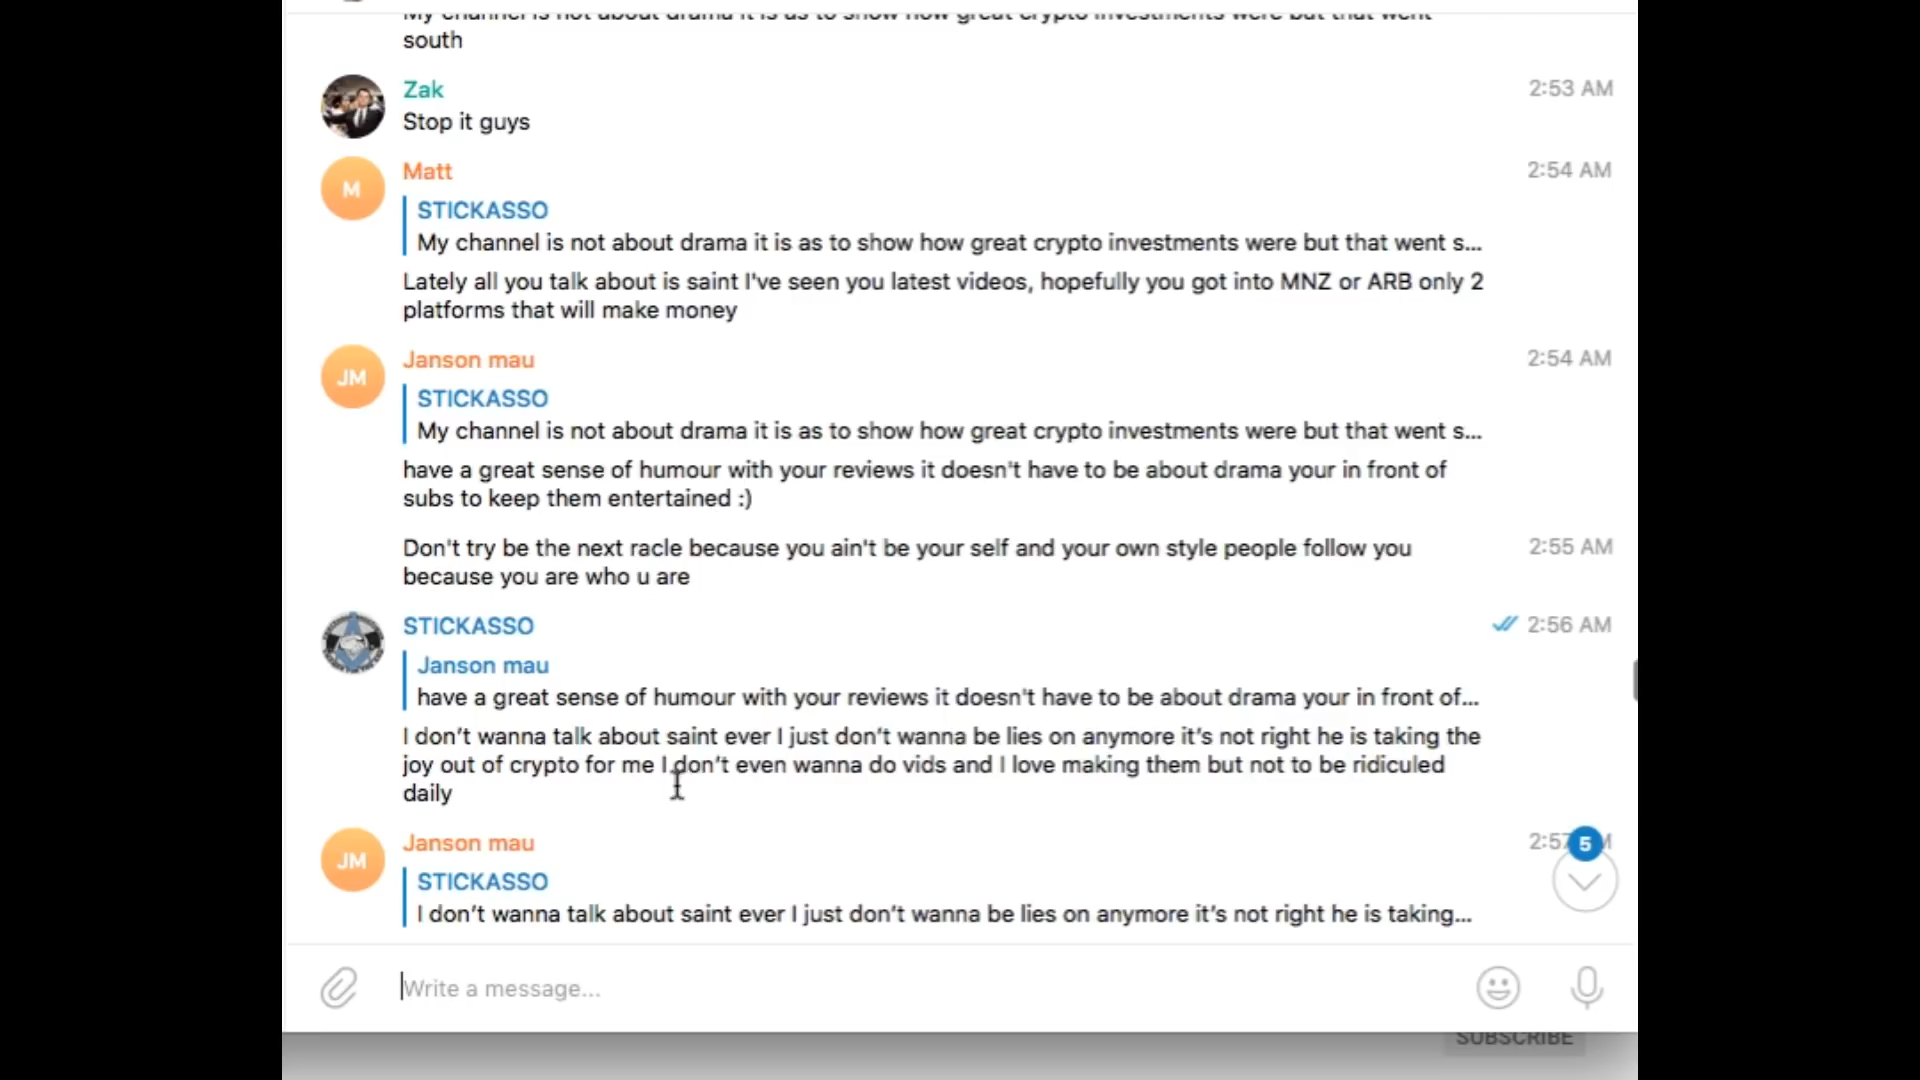 My channel is not about drama it is as to show how great crypto investments were but that went
south
Zak
2:53 AM
Stop it guys
Matt
2:54 AM
M
STICKASSO
My channel is not about drama it is as to show how great crypto investments were but that went s...
Lately all you talk about is saint I've seen you latest videos, hopefully you got into MNZ or ARB only 2
platforms that will make money
Janson mau
2:54 AM
JM
STICKASSO
My channel is not about drama it is as to show how great crypto investments were but that went s...
have a great sense of humour with your reviews it doesn't have to be about drama your in front of
subs to keep them entertained :)
Don't try be the next racle because you ain't be your self and your own style people follow you
2:55 AM
because you are who u are
STICKASSO
2:56 AM
Janson mau
have a great sense of humour with your reviews it doesn't have to be about drama your in front of...
I don’t wanna talk about saint ever I just don’t wanna be lies on anymore it’s not right he is taking the
joy out of crypto for me I don’t even wanna do vids and I love making them but not to be ridiculed
daily
Janson mau
2:57
5
JM
STICKASSO
I don’t wanna talk about saint ever I just don’t wanna be lies on anymore it’s not right he is taking...
Write a message...
SUBSCRIBE